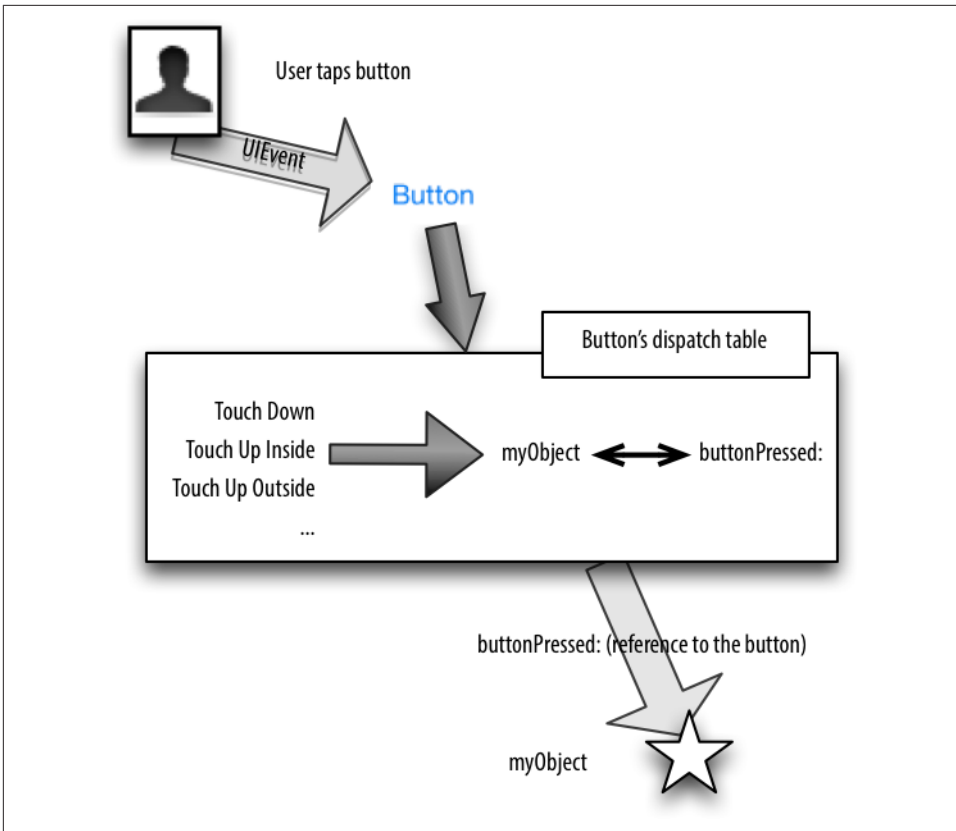 User taps button
UIEvent
Button
Button’s dispatch table
Touch Down
Touch Up Inside
Touch Up Outside
...
myObject
buttonPressed:
buttonPressed: (reference to the button)
myObject